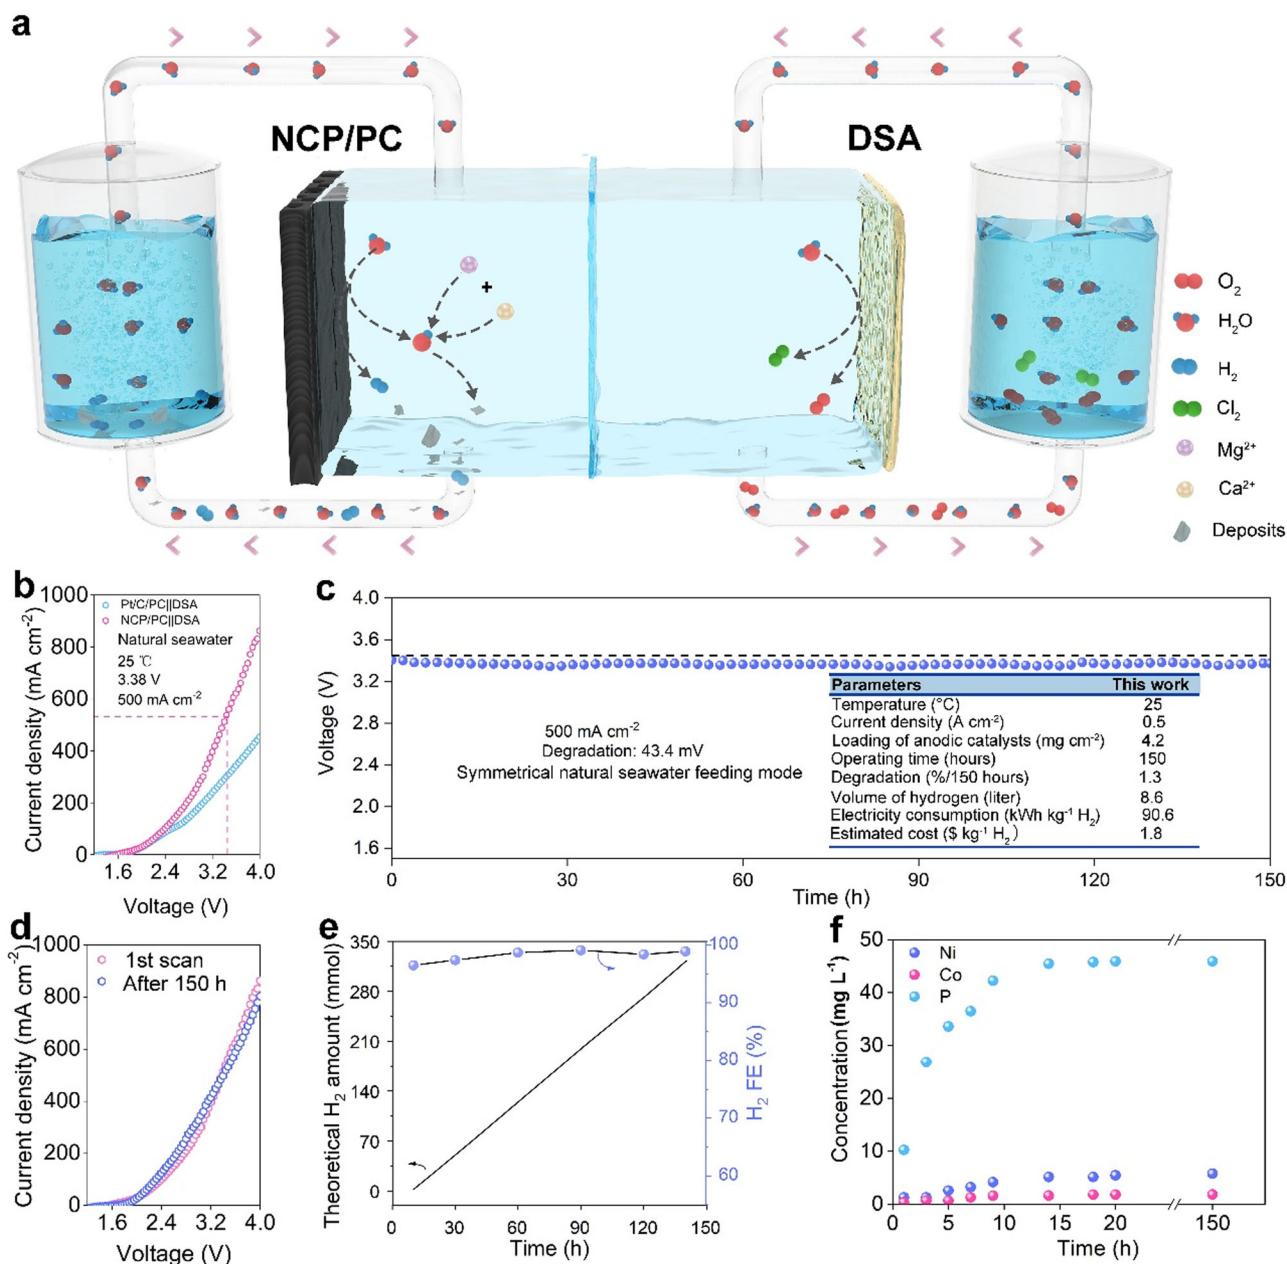 a
NCP/PC
DSA
+
O2
H2O
H2
Cl2
Mg2+
Ca2+
Deposits
b
Current density (mA cm-2)
1000
800
600
400
200
0
Pt/C/PC||DSA
NCP/PC||DSA
Natural seawater
25 ℃
3.38 V
500 mA cm-2
1.6 2.4 3.2 4.0
Voltage (V)
c
Voltage (V)
4.0
3.6
3.2
2.8
2.4
2.0
1.6
500 mA cm-2
Degradation: 43.4 mV
Symmetrical natural seawater feeding mode
Parameters This work
Temperature (°C) 25
Current density (A cm-2) 0.5
Loading of anodic catalysts (mg cm-2) 4.2
Operating time (hours) 150
Degradation (%/150 hours) 1.3
Volume of hydrogen (liter) 8.6
Electricity consumption (kWh kg-1 H2) 90.6
Estimated cost ($ kg-1 H2) 1.8
0 30 60 90 120 150
Time (h)
d
Current density (mA cm-2)
1000
800
600
400
200
0
1st scan
After 150 h
1.6 2.4 3.2 4.0
Voltage (V)
e
Theoretical H2 amount (mmol)
350
280
210
140
70
0
100
90
80
70
60
H2 FE (%)
0 30 60 90 120 150
Time (h)
f
Concentration (mg L-1)
50
40
30
20
10
0
Ni
Co
P
0 5 10 15 20 150
Time (h)